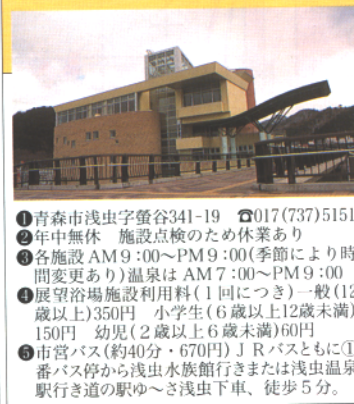 ❶青森市浅虫字螢谷341-19 ☎017(737)5151
❷年中無休 施設点検のため休業あり
❸各施設AM9:00~PM9:00(季節により時
間変更あり)温泉はAM7:00~PM9:00
❹展望浴場施設利用料(1回につき)一般(12
歳以上)350円 小学生(6歳以上12歳未満)
150円 幼児(2歳以上6歳未満)60円
❺市営バス(約40分・670円)JRバスともに①
番バス停から浅虫水族館行きまたは浅虫温泉
駅行き道の駅ゆ~さ浅虫下車、徒歩5分。